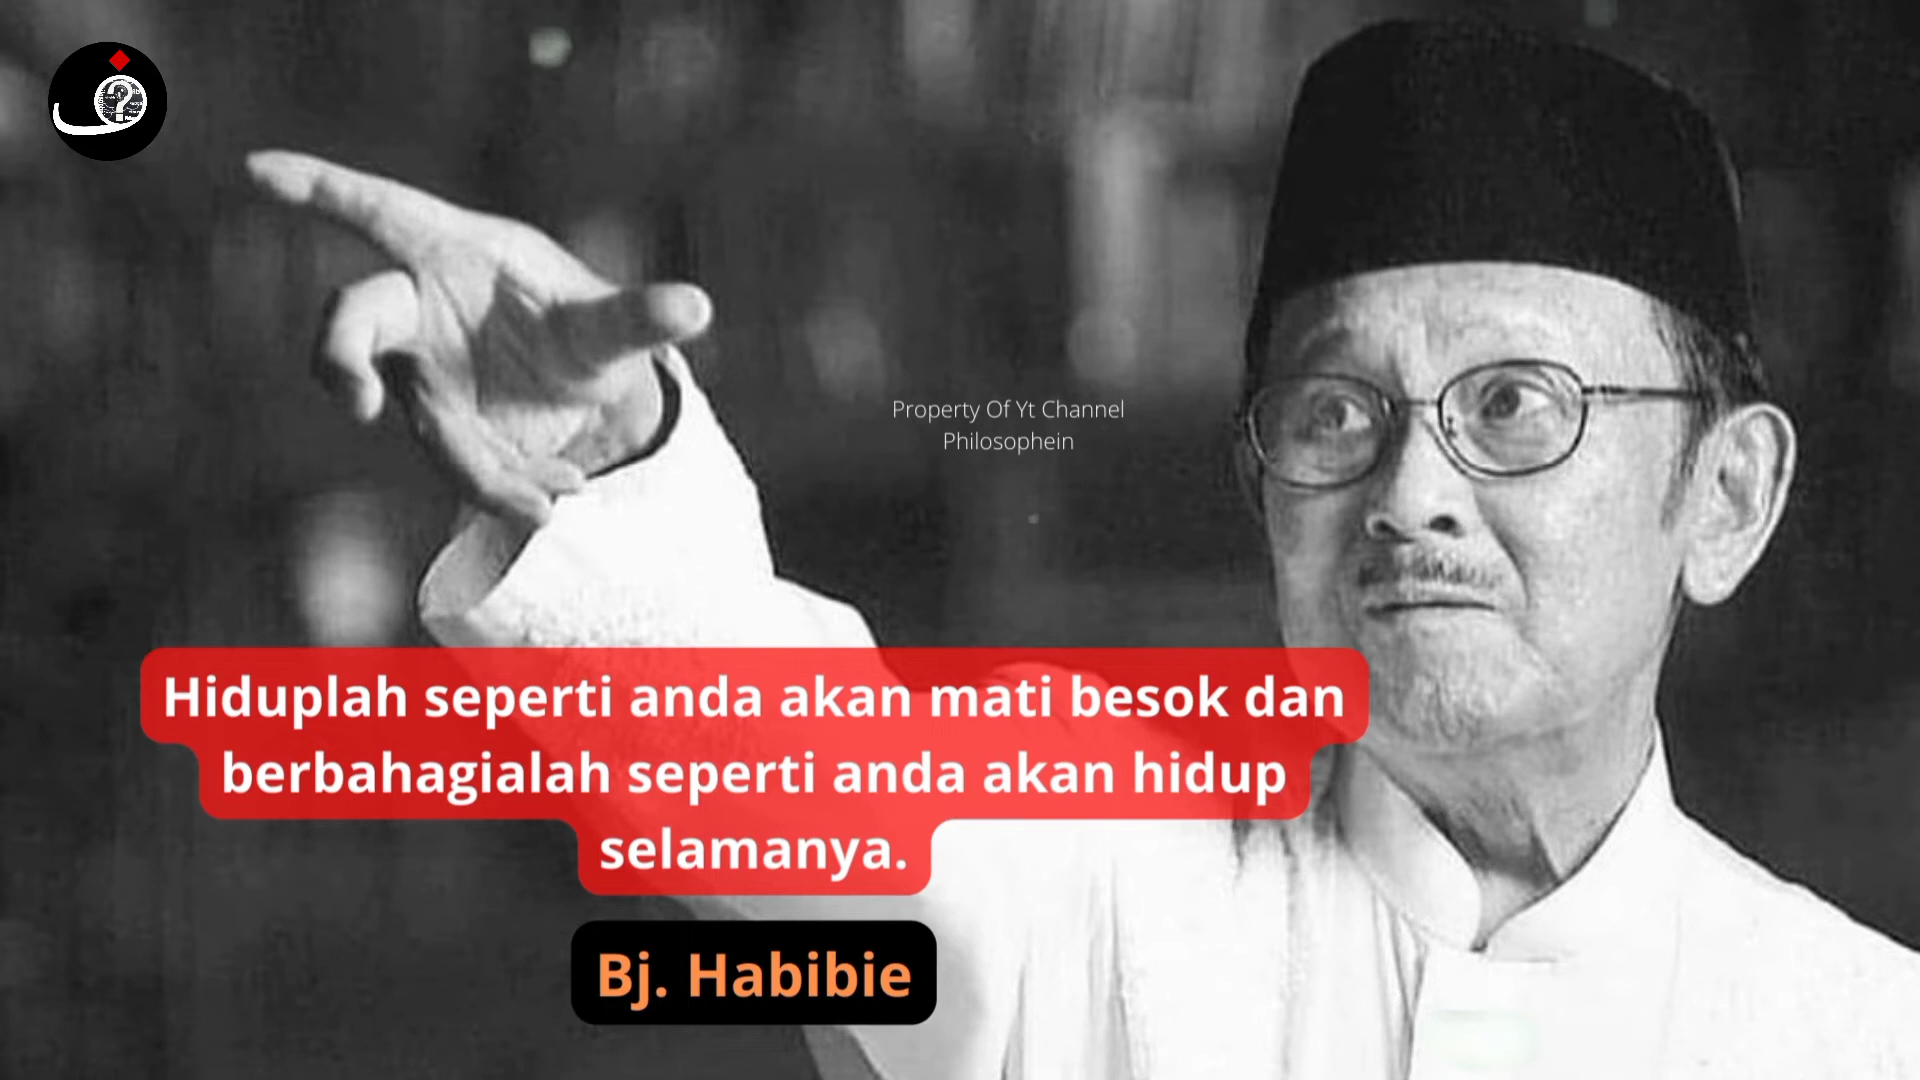 Property Of Yt Channel
Philosophein
Hiduplah seperti anda akan mati besok dan
berbahagialah seperti anda akan hidup
selamanya.
Bj. Habibie